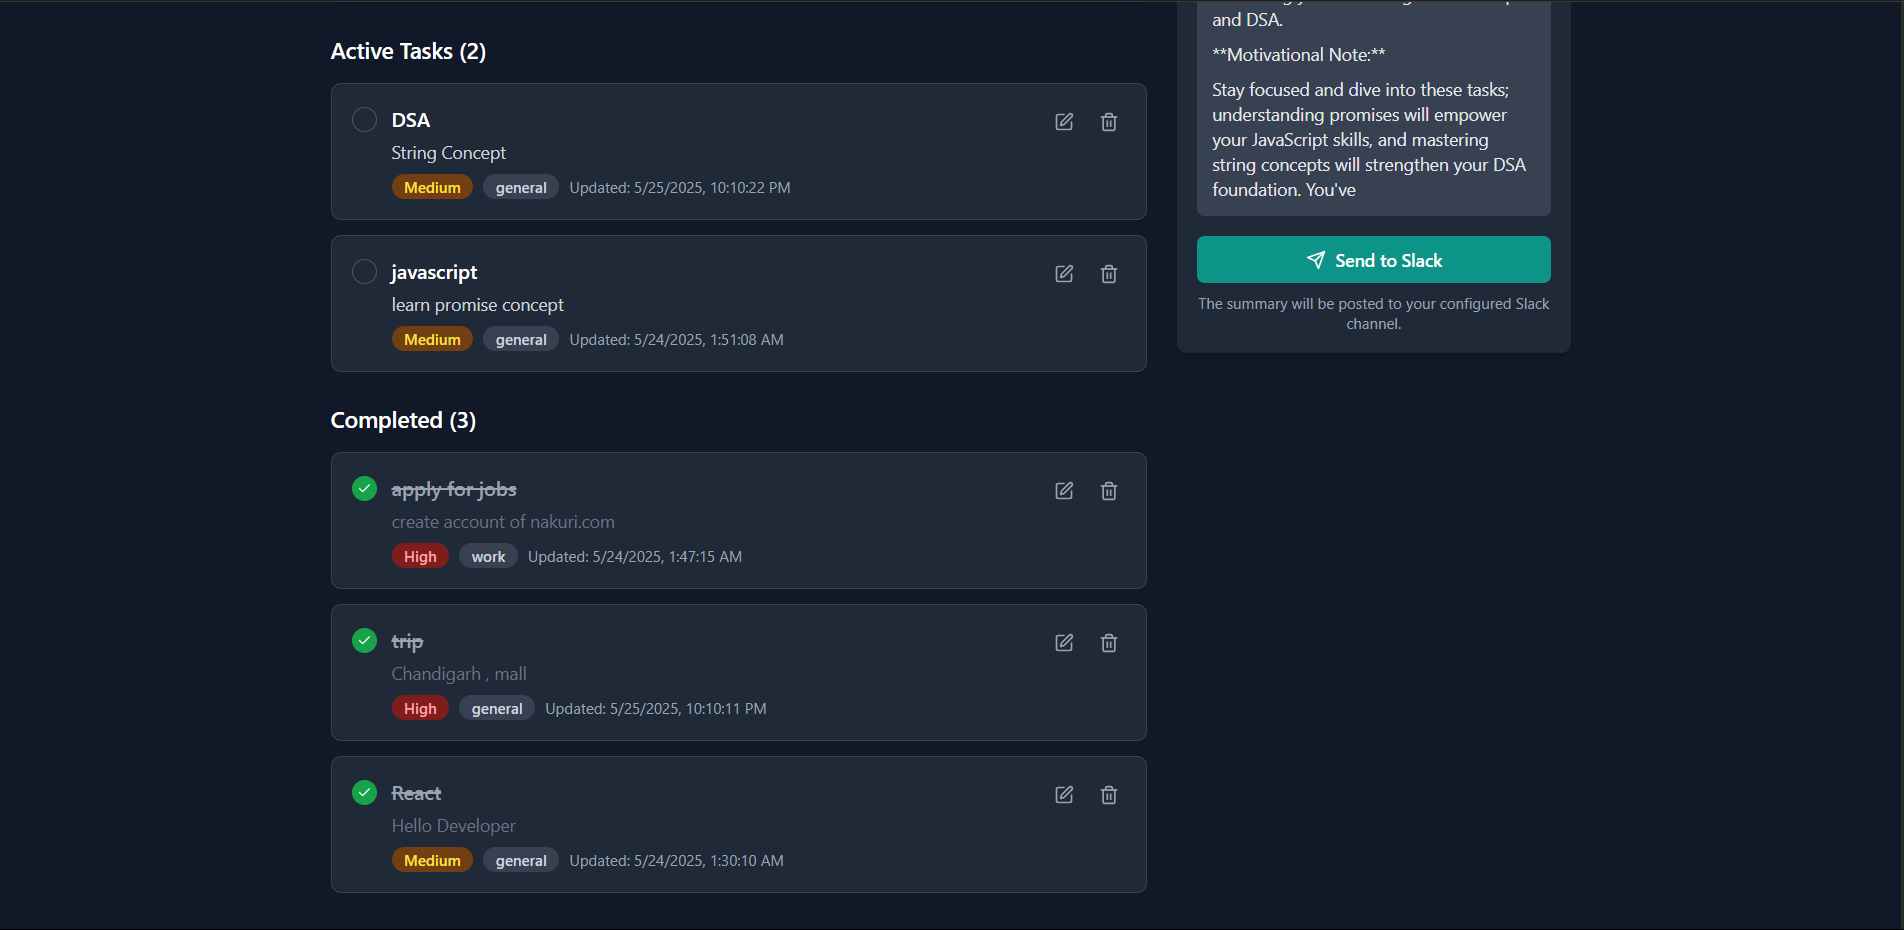 Active Tasks (2)
DSA
String Concept
Medium general Updated: 5/25/2025, 10:10:22 PM
javascript
learn promise concept
Medium general Updated: 5/24/2025, 1:51:08 AM
Completed (3)
apply for jobs
create account of nakuri.com
High work Updated: 5/24/2025, 1:47:15 AM
trip
Chandigarh , mall
High general Updated: 5/25/2025, 10:10:11 PM
React
Hello Developer
Medium general Updated: 5/24/2025, 1:30:10 AM
and DSA.
**Motivational Note:**
Stay focused and dive into these tasks;
understanding promises will empower
your JavaScript skills, and mastering
string concepts will strengthen your DSA
foundation. You've
Send to Slack
The summary will be posted to your configured Slack
channel.